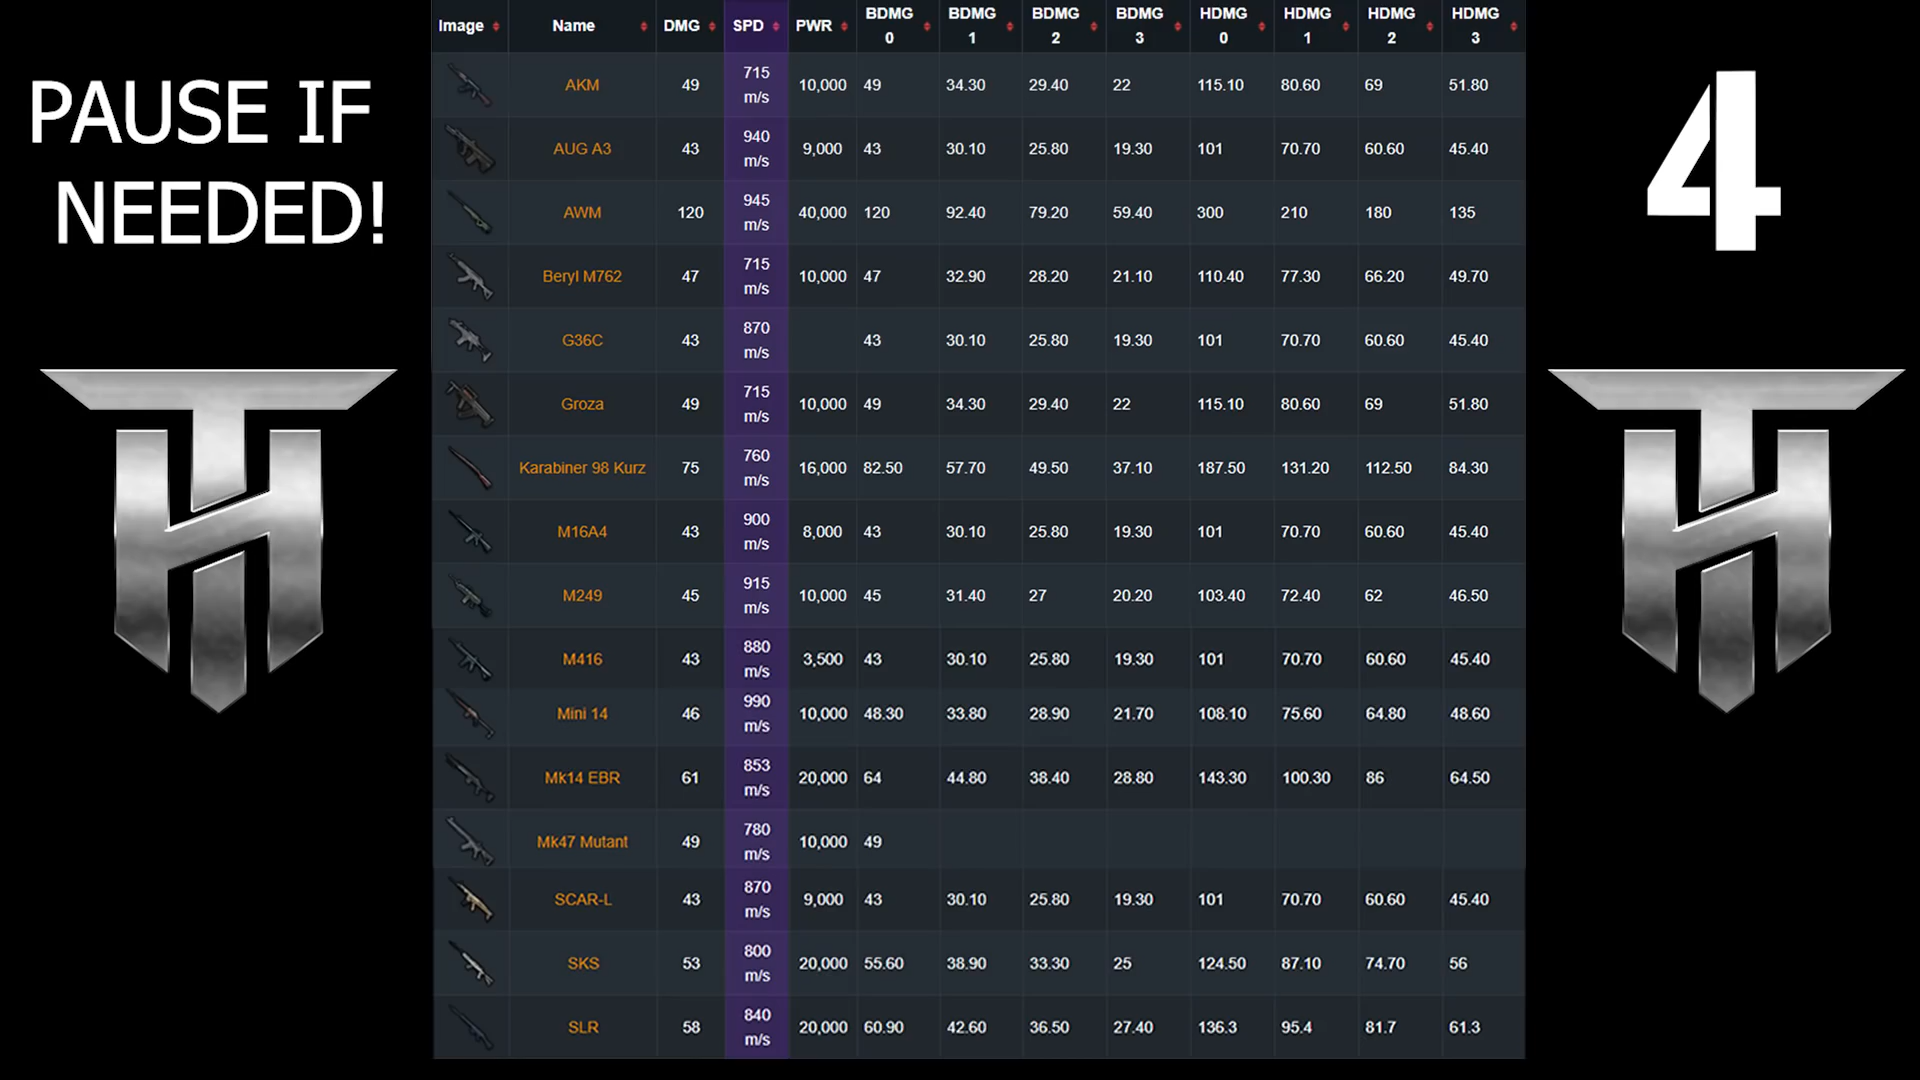 PAUSE IF
NEEDED!
4
Image Name DMG SPD PWR BDMG 0 BDMG 1 BDMG 2 BDMG 3 HDMG 0 HDMG 1 HDMG 2 HDMG 3
AKM 49 715 m/s 10,000 49 34.30 29.40 22 115.10 80.60 69 51.80
AUG A3 43 940 m/s 9,000 43 30.10 25.80 19.30 101 70.70 60.60 45.40
AWM 120 945 m/s 40,000 120 92.40 79.20 59.40 300 210 180 135
Beryl M762 47 715 m/s 10,000 47 32.90 28.20 21.10 110.40 77.30 66.20 49.70
G36C 43 870 m/s 43 30.10 25.80 19.30 101 70.70 60.60 45.40
Groza 49 715 m/s 10,000 49 34.30 29.40 22 115.10 80.60 69 51.80
Karabiner 98 Kurz 75 760 m/s 16,000 82.50 57.70 49.50 37.10 187.50 131.20 112.50 84.30
M16A4 43 900 m/s 8,000 43 30.10 25.80 19.30 101 70.70 60.60 45.40
M249 45 915 m/s 10,000 45 31.40 27 20.20 103.40 72.40 62 46.50
M416 43 880 m/s 3,500 43 30.10 25.80 19.30 101 70.70 60.60 45.40
Mini 14 46 990 m/s 10,000 48.30 33.80 28.90 21.70 108.10 75.60 64.80 48.60
Mk14 EBR 61 853 m/s 20,000 64 44.80 38.40 28.80 143.30 100.30 86 64.50
Mk47 Mutant 49 780 m/s 10,000 49
SCAR-L 43 870 m/s 9,000 43 30.10 25.80 19.30 101 70.70 60.60 45.40
SKS 53 800 m/s 20,000 55.60 38.90 33.30 25 124.50 87.10 74.70 56
SLR 58 840 m/s 20,000 60.90 42.60 36.50 27.40 136.3 95.4 81.7 61.3